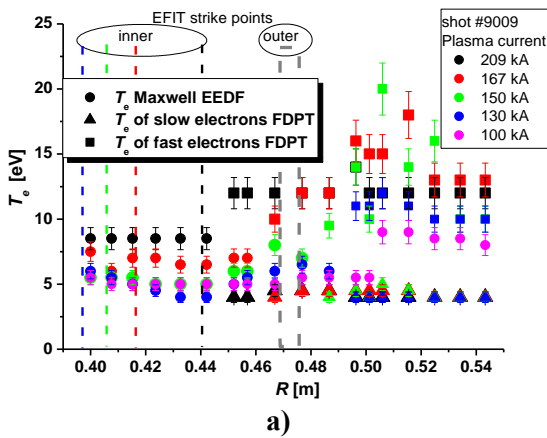 EFIT strike points
inner
outer
shot #9009
Plasma current
209 kA
167 kA
150 kA
130 kA
100 kA
Te Maxwell EEDF
Te of slow electrons FDPT
Te of fast electrons FDPT
25
20
15
10
5
0
Te [eV]
0.40 0.42 0.44 0.46 0.48 0.50 0.52 0.54
R [m]
a)